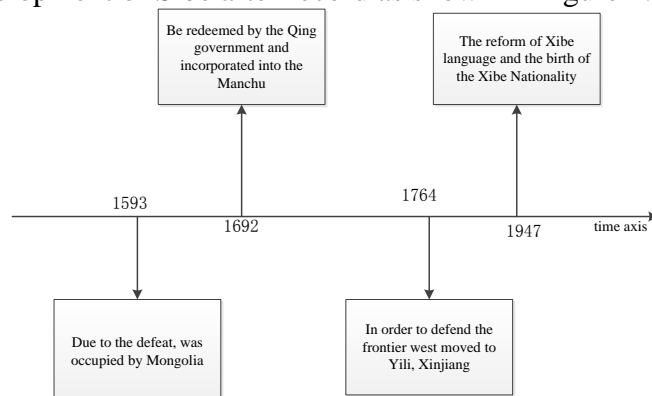 Be redeemed by the Qing
government and
incorporated into the
Manchu
The reform of Xibe
language and the birth of
the Xibe Nationality
1593
1764
1692
1947
time axis
Due to the defeat, was
occupied by Mongolia
In order to defend the
frontier west moved to
Yili, Xinjiang